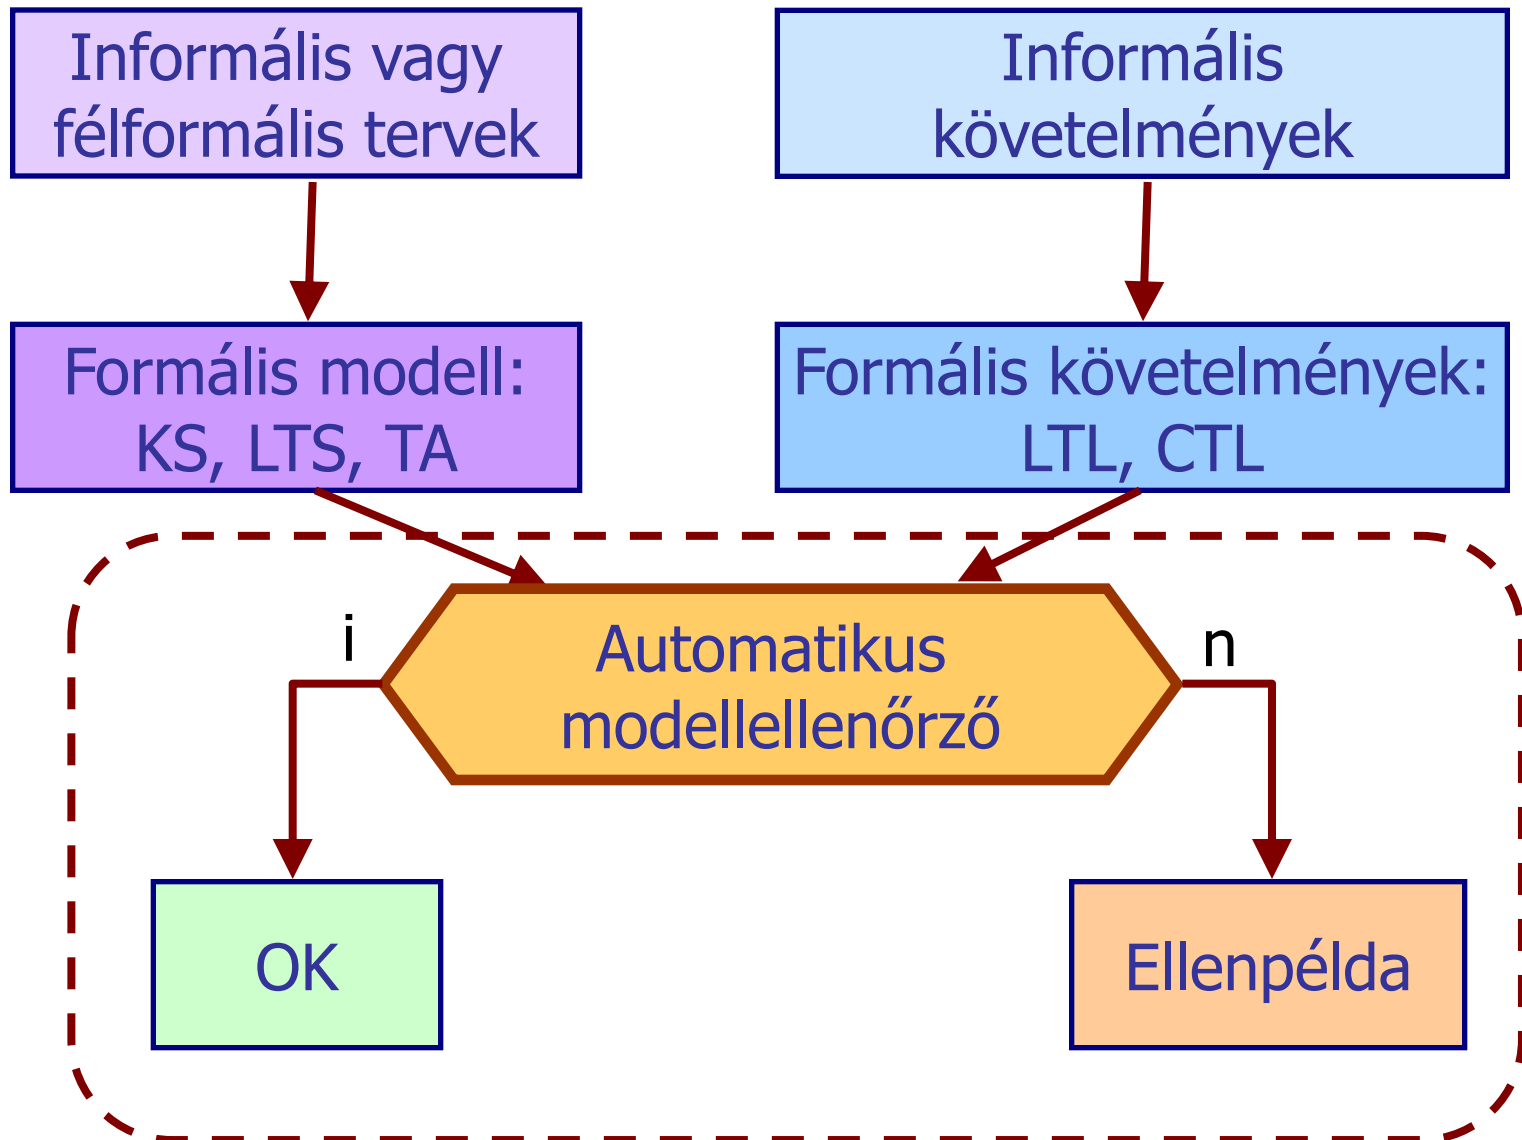 Informális vagy
félformális tervek
Informális
követelmények
Formális modell:
KS, LTS, TA
Formális követelmények:
LTL, CTL
i
Automatikus
modellellenőrző
n
OK
Ellenpélda